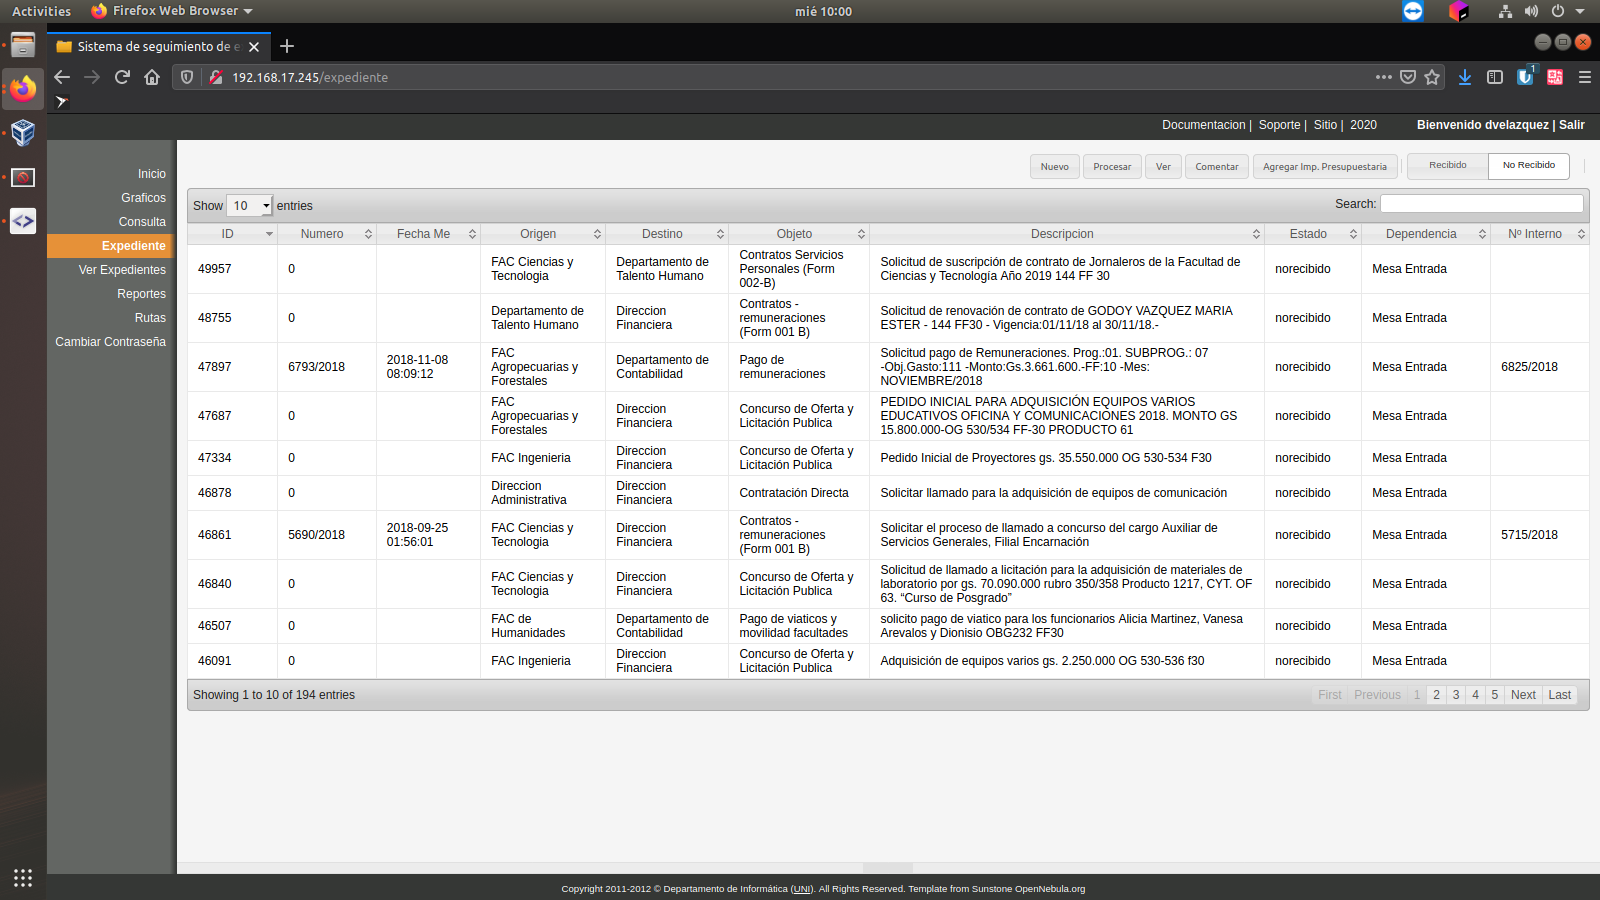 Activities
Firefox Web Browser
mié 10:00
Sistema de seguimiento de e
192.168.17.245/expediente
1
Documentacion | Soporte | Sitio | 2020
Bienvenido dvelazquez | Salir
Inicio
Graficos
Consulta
Expediente
Ver Expedientes
Reportes
Rutas
Cambiar Contraseña
Nuevo
Procesar
Ver
Comentar
Agregar Imp. Presupuestaria
Recibido
No Recibido
Show 10 entries
Search:
ID Numero Fecha Me Origen Destino Objeto Descripcion Estado Dependencia Nº Interno
49957
0
FAC Ciencias y
Tecnologia
Departamento de
Talento Humano
Contratos Servicios
Personales (Form
002-B)
Solicitud de suscripción de contrato de Jornaleros de la Facultad de
Ciencias y Tecnología Año 2019 144 FF 30
norecibido
Mesa Entrada
48755
0
Departamento de
Talento Humano
Direccion
Financiera
Contratos -
remuneraciones
(Form 001 B)
Solicitud de renovación de contrato de GODOY VAZQUEZ MARIA
ESTER - 144 FF30 - Vigencia:01/11/18 al 30/11/18.-
norecibido
Mesa Entrada
47897
6793/2018
2018-11-08
08:09:12
FAC
Agropecuarias y
Forestales
Departamento de
Contabilidad
Pago de
remuneraciones
Solicitud pago de Remuneraciones. Prog.:01. SUBPROG.: 07
-Obj.Gasto:111 -Monto:Gs.3.661.600.-FF:10 -Mes:
NOVIEMBRE/2018
norecibido
Mesa Entrada
6825/2018
47687
0
FAC
Agropecuarias y
Forestales
Direccion
Financiera
Concurso de Oferta y
Licitación Publica
PEDIDO INICIAL PARA ADQUISICIÓN EQUIPOS VARIOS
EDUCATIVOS OFICINA Y COMUNICACIONES 2018. MONTO GS
15.800.000-OG 530/534 FF-30 PRODUCTO 61
norecibido
Mesa Entrada
47334
0
FAC Ingenieria
Direccion
Financiera
Concurso de Oferta y
Licitación Publica
Pedido Inicial de Proyectores gs. 35.550.000 OG 530-534 F30
norecibido
Mesa Entrada
46878
0
Direccion
Administrativa
Direccion
Financiera
Contratación Directa
Solicitar llamado para la adquisición de equipos de comunicación
norecibido
Mesa Entrada
46861
5690/2018
2018-09-25
01:56:01
FAC Ciencias y
Tecnologia
Direccion
Financiera
Contratos -
remuneraciones
(Form 001 B)
Solicitar el proceso de llamado a concurso del cargo Auxiliar de
Servicios Generales, Filial Encarnación
norecibido
Mesa Entrada
5715/2018
46840
0
FAC Ciencias y
Tecnologia
Direccion
Financiera
Concurso de Oferta y
Licitación Publica
Solicitud de llamado a licitación para la adquisición de materiales de
laboratorio por gs. 70.090.000 rubro 350/358 Producto 1217, CYT. OF
63. “Curso de Posgrado”
norecibido
Mesa Entrada
46507
0
FAC de
Humanidades
Departamento de
Contabilidad
Pago de viaticos y
movilidad facultades
solicito pago de viatico para los funcionarios Alicia Martinez, Vanesa
Arevalos y Dionisio OBG232 FF30
norecibido
Mesa Entrada
46091
0
FAC Ingenieria
Direccion
Financiera
Concurso de Oferta y
Licitación Publica
Adquisición de equipos varios gs. 2.250.000 OG 530-536 f30
norecibido
Mesa Entrada
Showing 1 to 10 of 194 entries
First Previous 1 2 3 4 5 Next Last
Copyright 2011-2012 © Departamento de Informática (UNI). All Rights Reserved. Template from Sunstone OpenNebula.org